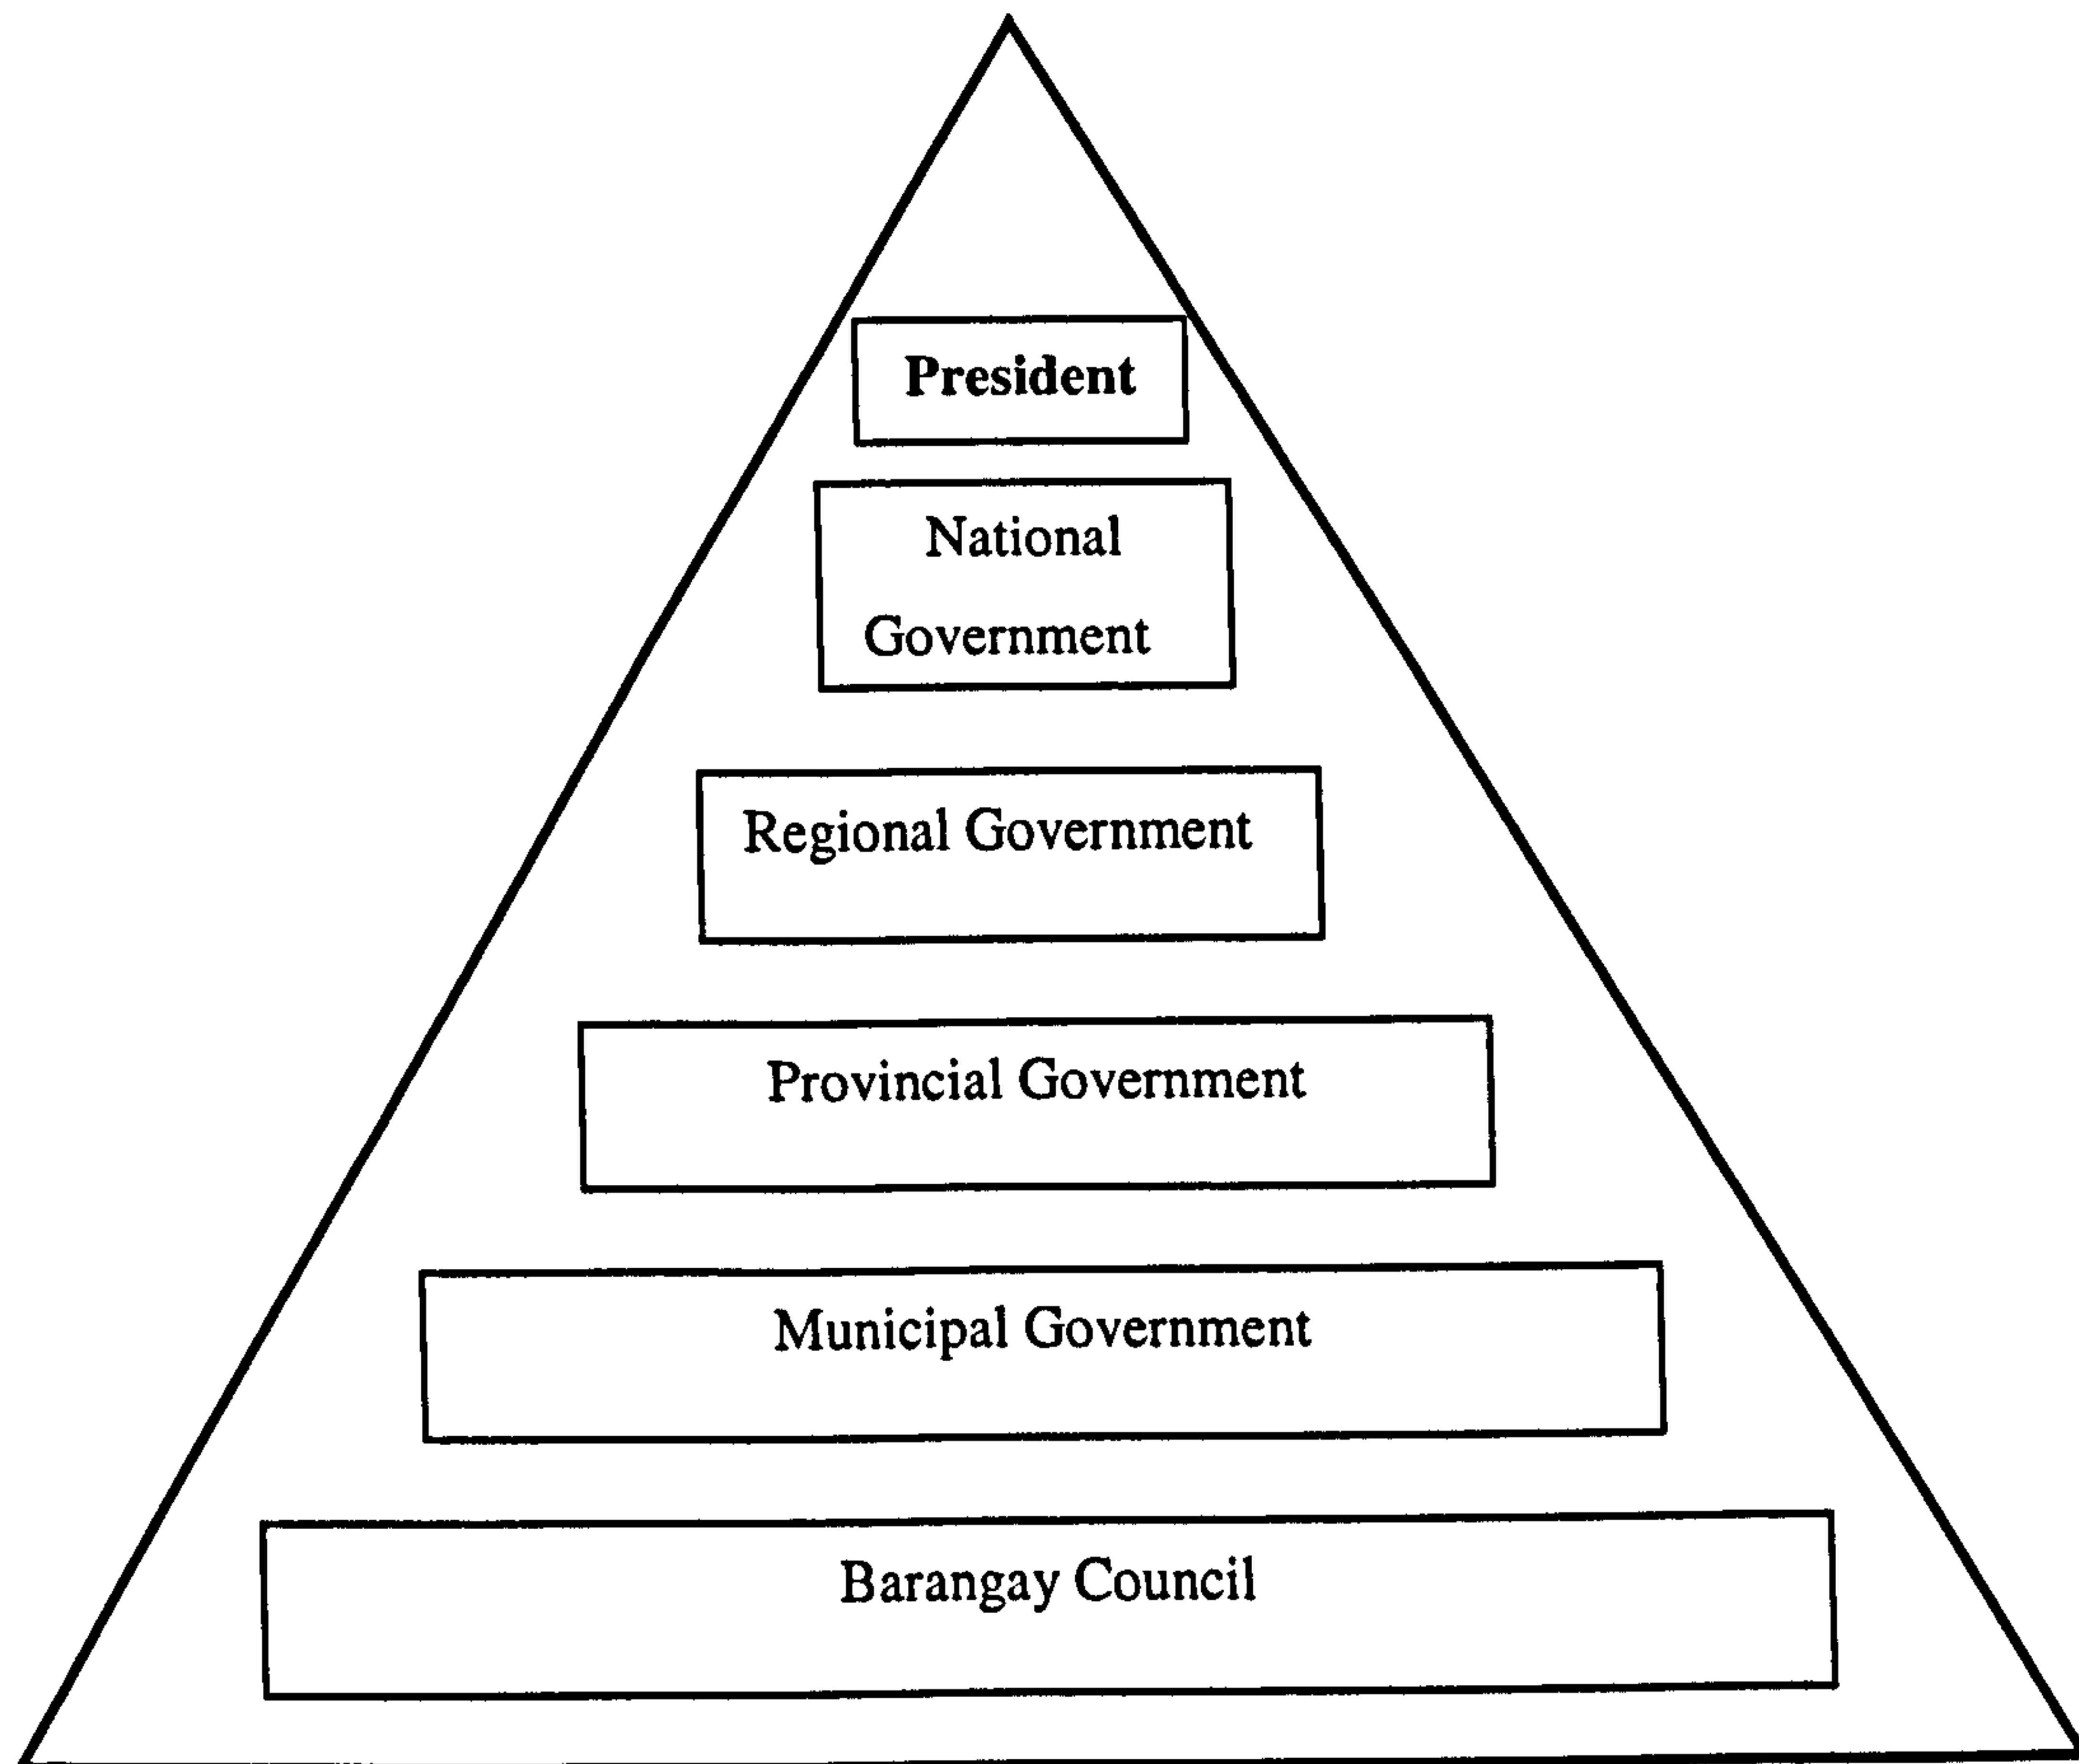 President
National
Government
Regional Government
Provincial Government
Municipal Government
Barangay Council